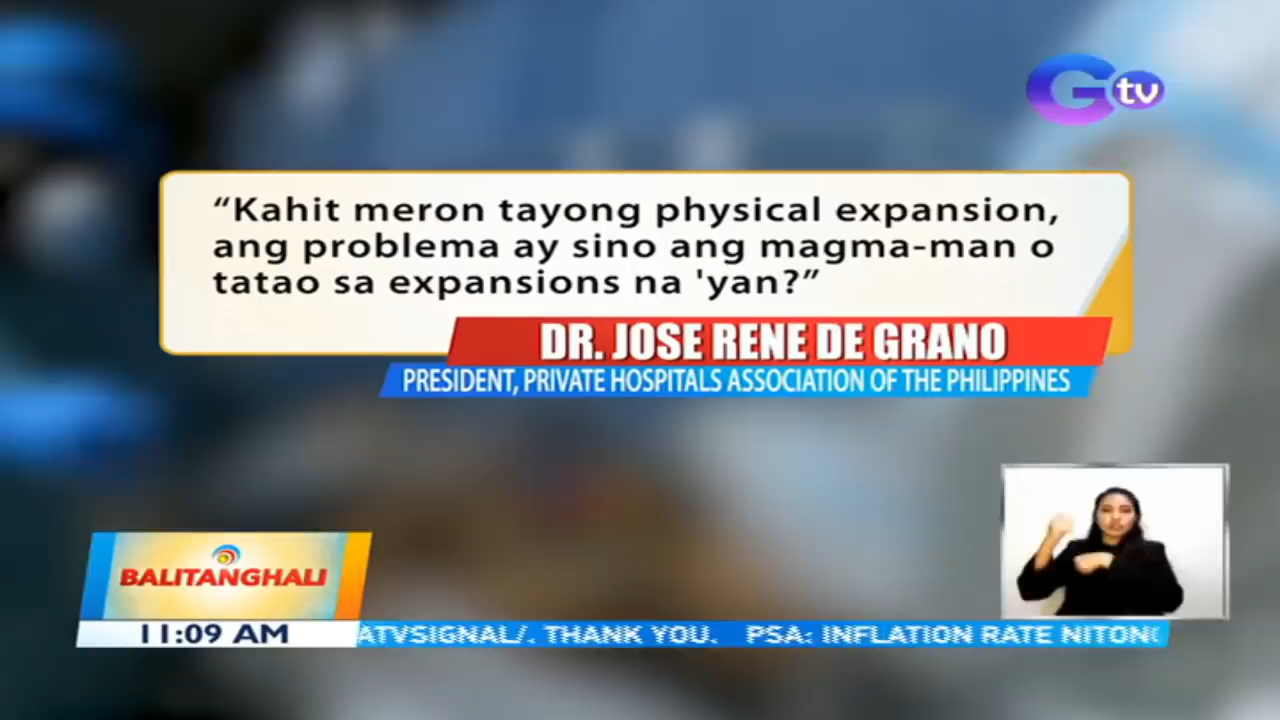 Gtv
“Kahit meron tayong physical expansion,
ang problema ay sino ang magma-man o
tatao sa expansions na 'yan?”
DR. JOSE RENE DE GRANO
PRESIDENT, PRIVATE HOSPITALS ASSOCIATION OF THE PHILIPPINES
BALITANGHALI
11:09 AM
ATVSIGNAL/. THANK YOU. PSA: INFLATION RATE NITONG